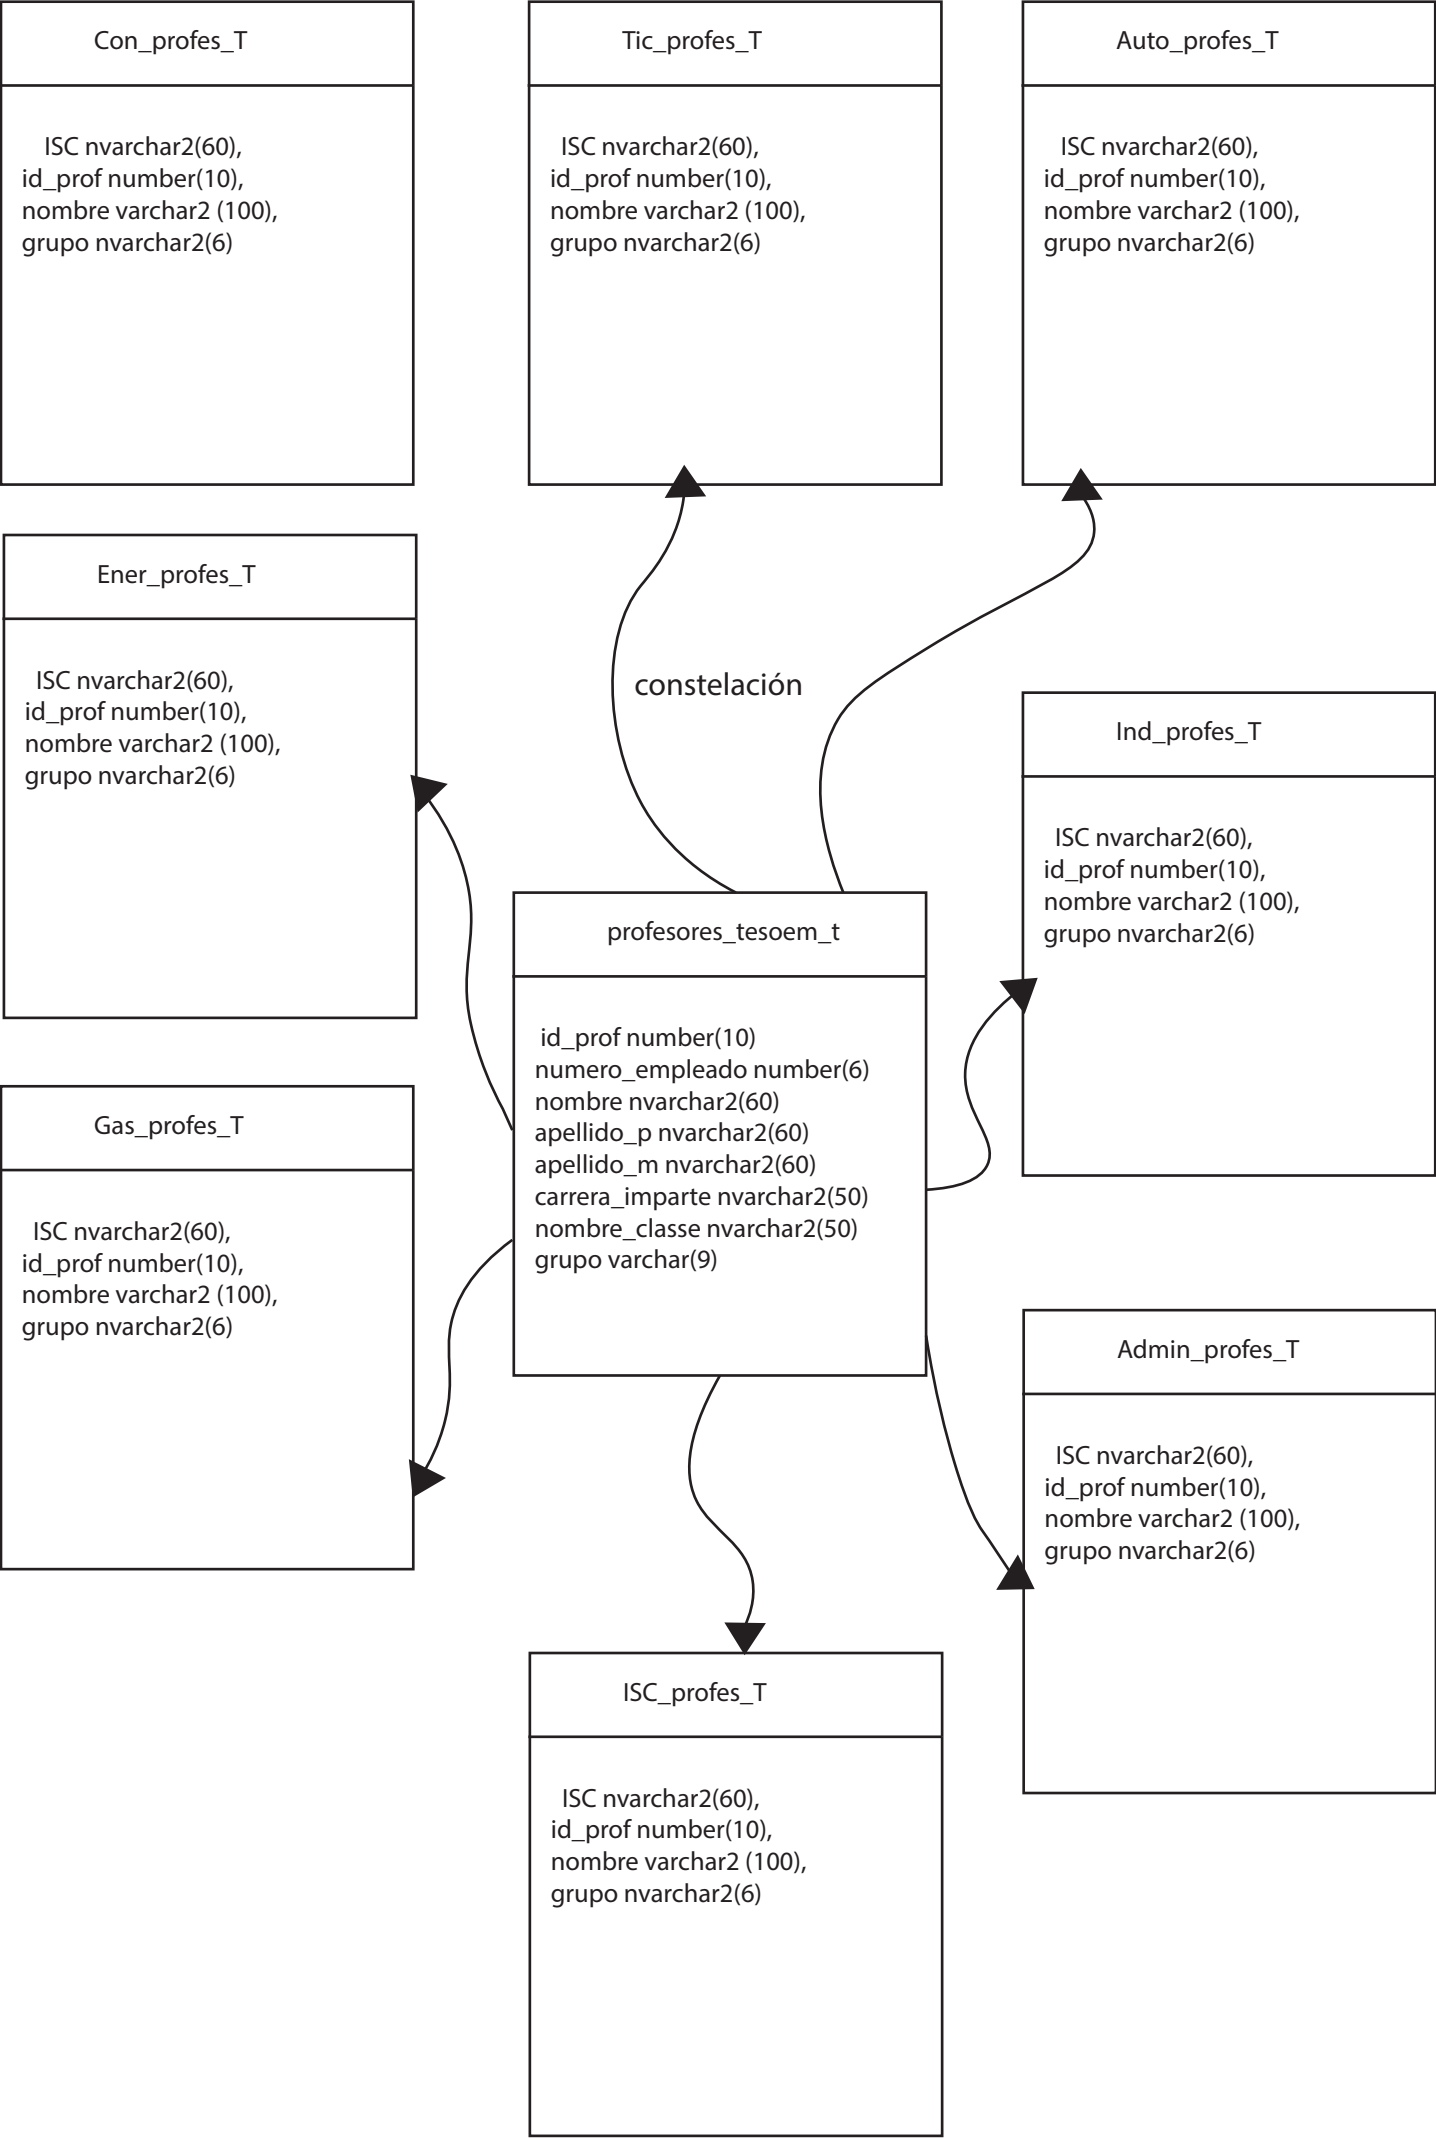 Con_profes_T
ISC nvarchar2(60),
id_prof number(10),
nombre varchar2 (100),
grupo nvarchar2(6)
Tic_profes_T
ISC nvarchar2(60),
id_prof number(10),
nombre varchar2 (100),
grupo nvarchar2(6)
Auto_profes_T
ISC nvarchar2(60),
id_prof number(10),
nombre varchar2 (100),
grupo nvarchar2(6)
Ener_profes_T
ISC nvarchar2(60),
id_prof number(10),
nombre varchar2 (100),
grupo nvarchar2(6)
constelación
Ind_profes_T
ISC nvarchar2(60),
id_prof number(10),
nombre varchar2 (100),
grupo nvarchar2(6)
profesores_tesoem_t
id_prof number(10)
numero_empleado number(6)
nombre nvarchar2(60)
apellido_p nvarchar2(60)
apellido_m nvarchar2(60)
carrera_imparte nvarchar2(50)
nombre_classe nvarchar2(50)
grupo varchar(9)
Gas_profes_T
ISC nvarchar2(60),
id_prof number(10),
nombre varchar2 (100),
grupo nvarchar2(6)
Admin_profes_T
ISC nvarchar2(60),
id_prof number(10),
nombre varchar2 (100),
grupo nvarchar2(6)
ISC_profes_T
ISC nvarchar2(60),
id_prof number(10),
nombre varchar2 (100),
grupo nvarchar2(6)